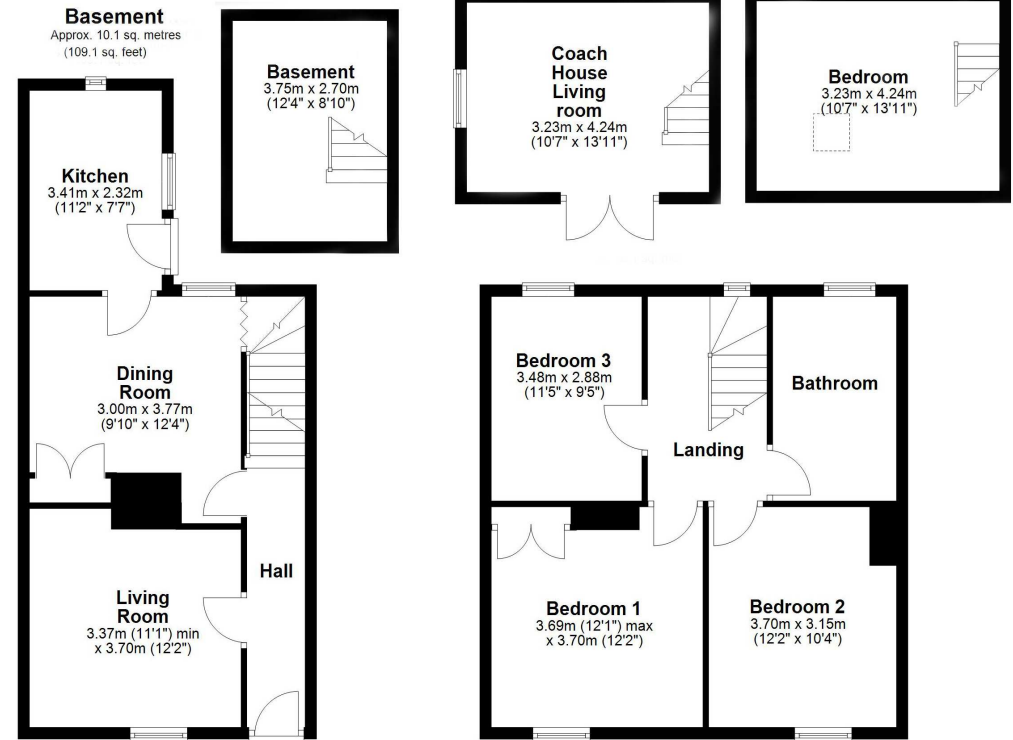 Basement
Approx. 10.1 sq. metres
(109.1 sq. feet)
Basement
3.75m x 2.70m
(12'4" x 8'10")
Coach
House
Living
room
3.23m x 4.24m
(10'7" x 13'11")
Bedroom
3.23m x 4.24m
(10'7" x 13'11")
Kitchen
3.41m x 2.32m
(11'2" x 7'7")
Dining
Room
3.00m x 3.77m
(9'10" x 12'4")
Hall
Living
Room
3.37m (11'1") min
x 3.70m (12'2")
Bedroom 3
3.48m x 2.88m
(11'5" x 9'5")
Bathroom
Landing
Bedroom 1
3.69m (12'1") max
x 3.70m (12'2")
Bedroom 2
3.70m x 3.15m
(12'2" x 10'4")